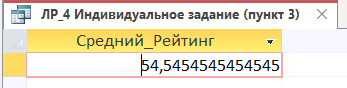 ЛР_4 Индивидуальное задание (пункт 3)
Средний_Рейтинг
54,5454545454545